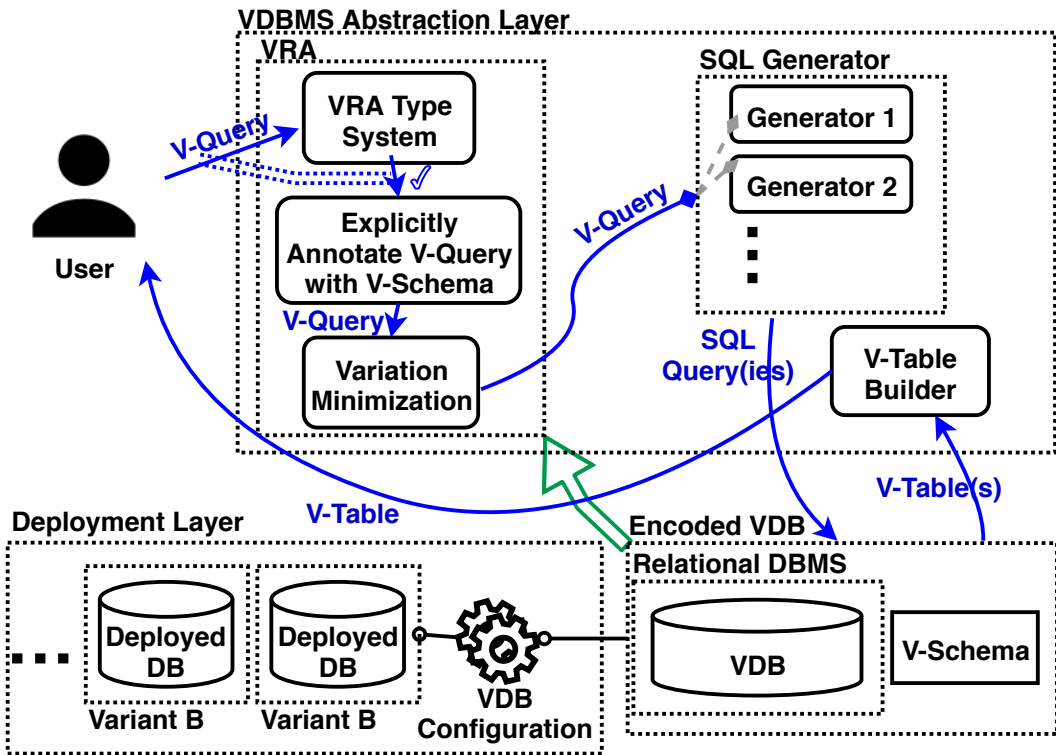 VDBMS Abstraction Layer
VRA
SQL Generator
VRA Type
System
Generator 1
Generator 2
V-Query
User
Explicitly
Annotate V-Query
with V-Schema
V-Query
V-Query
Variation
Minimization
SQL
Query(ies)
V-Table
Builder
V-Table
V-Table(s)
Deployment Layer
Encoded VDB
Relational DBMS
Deployed
DB
Variant B
Deployed
DB
Variant B
VDB
Configuration
VDB
V-Schema